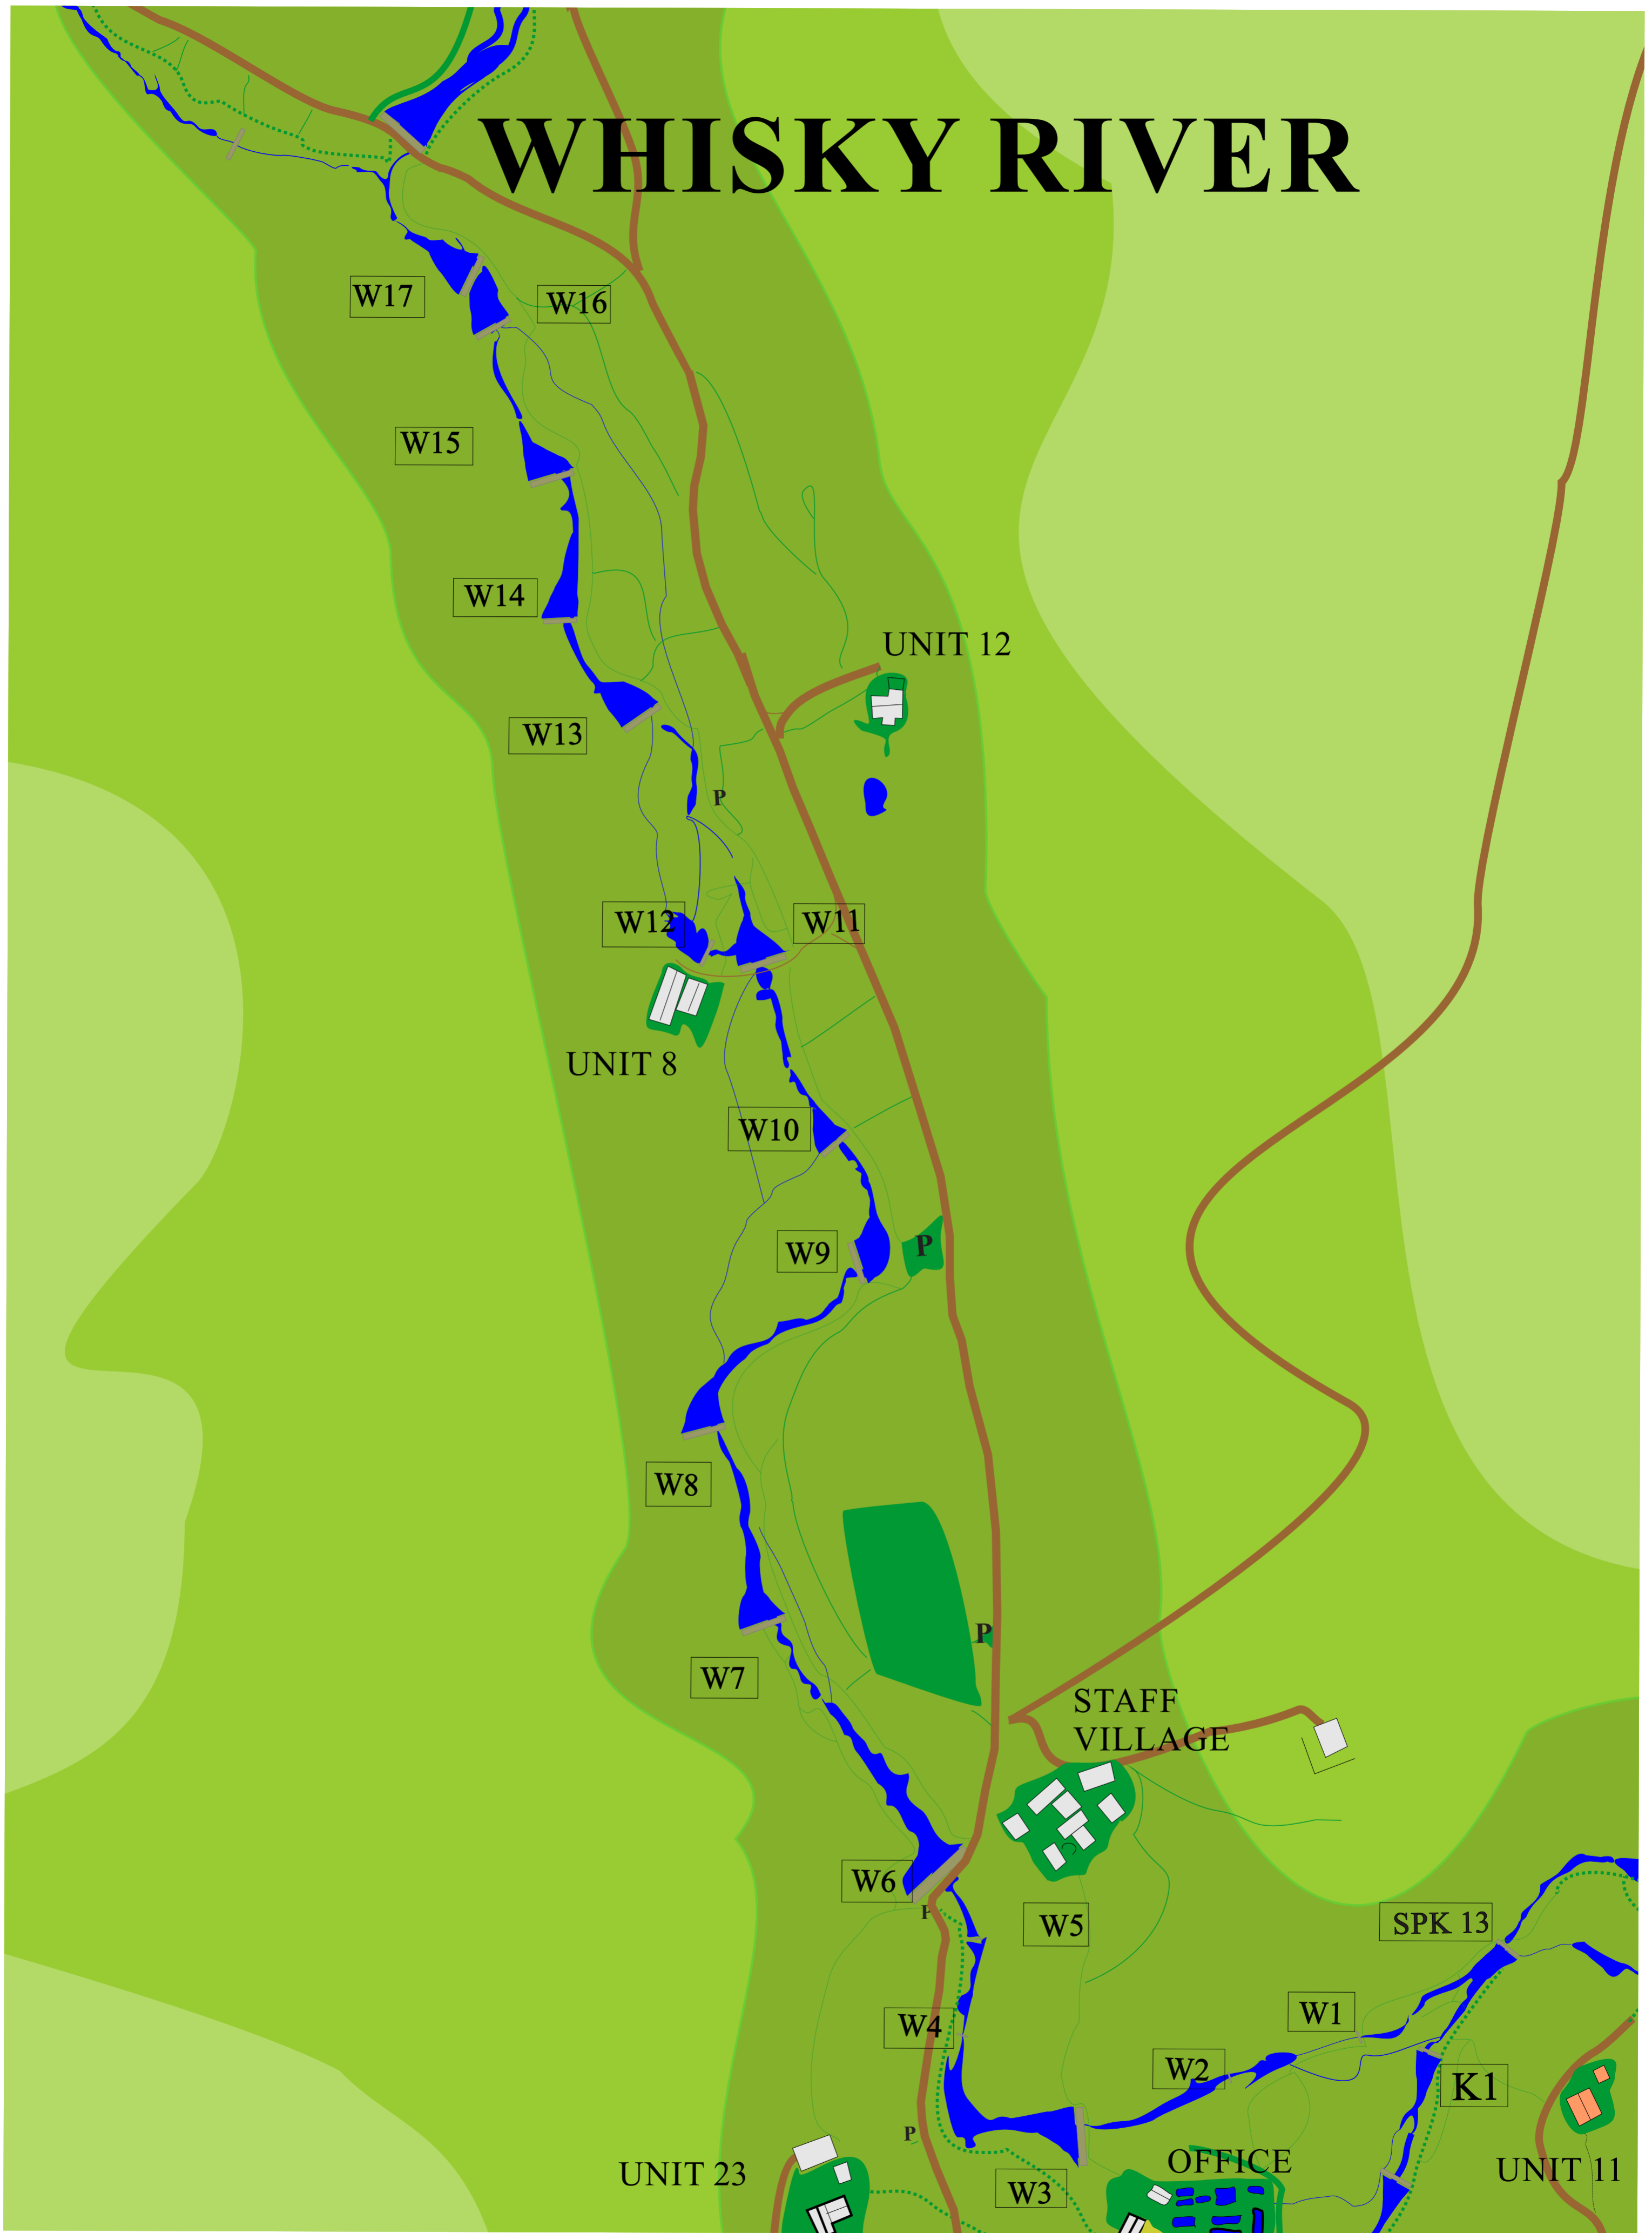 WHISKY RIVER
W17
W16
W15
W14
UNIT 12
W13
P
W12
W11
UNIT 8
W10
W9
P
W8
P
W7
STAFF
VILLAGE
W6
P
W5
SPK 13
W1
W4
W2
K1
P
OFFICE
UNIT 23
UNIT 11
W3